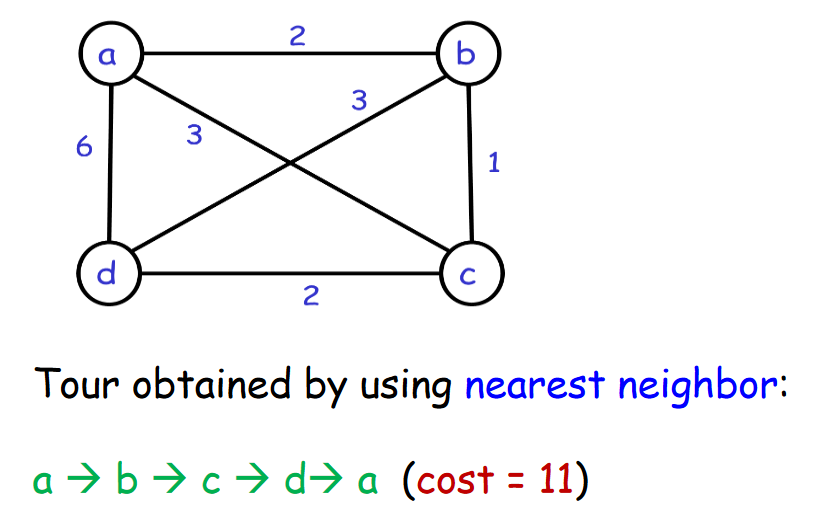 a 2 b
3
6 3
1
d c
2
Tour obtained by using nearest neighbor:
a → b → c → d→ a (cost = 11)